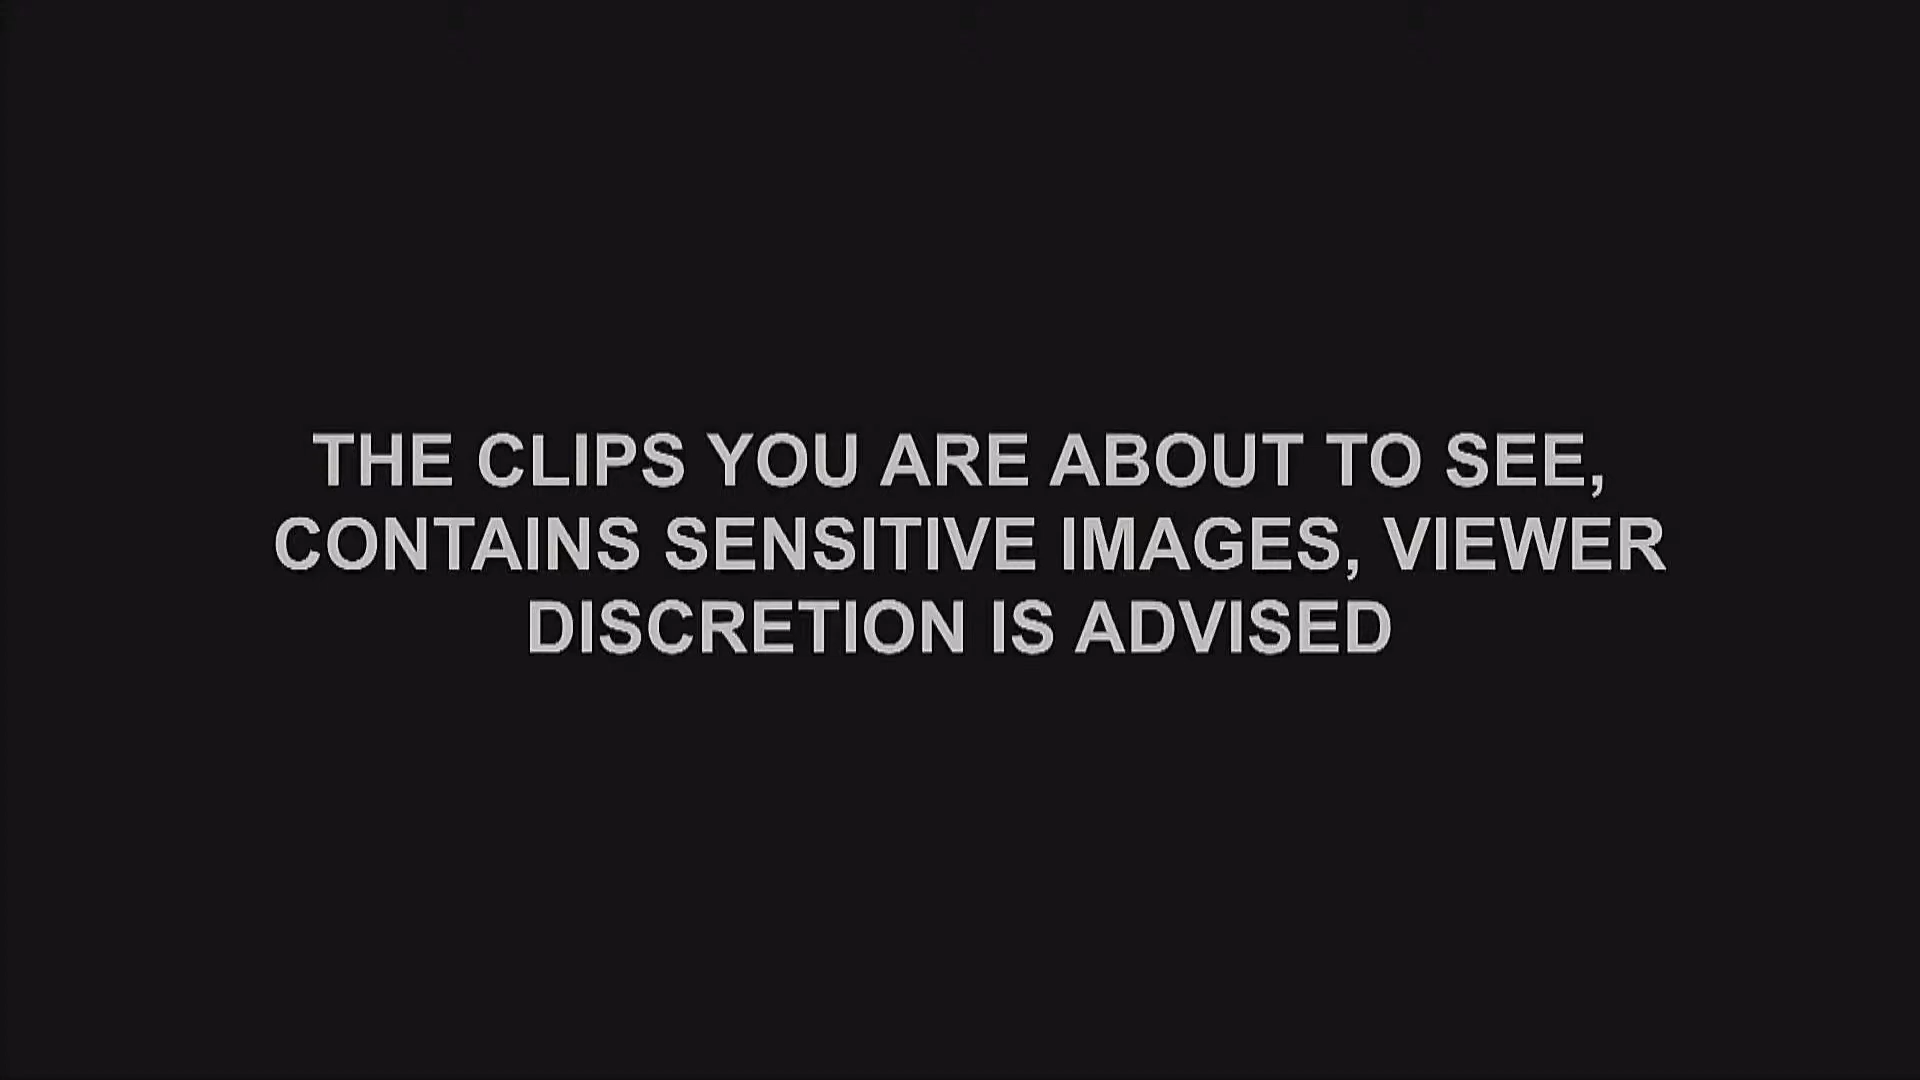 THE CLIPS YOU ARE ABOUT TO SEE,
CONTAINS SENSITIVE IMAGES, VIEWER
DISCRETION IS ADVISED